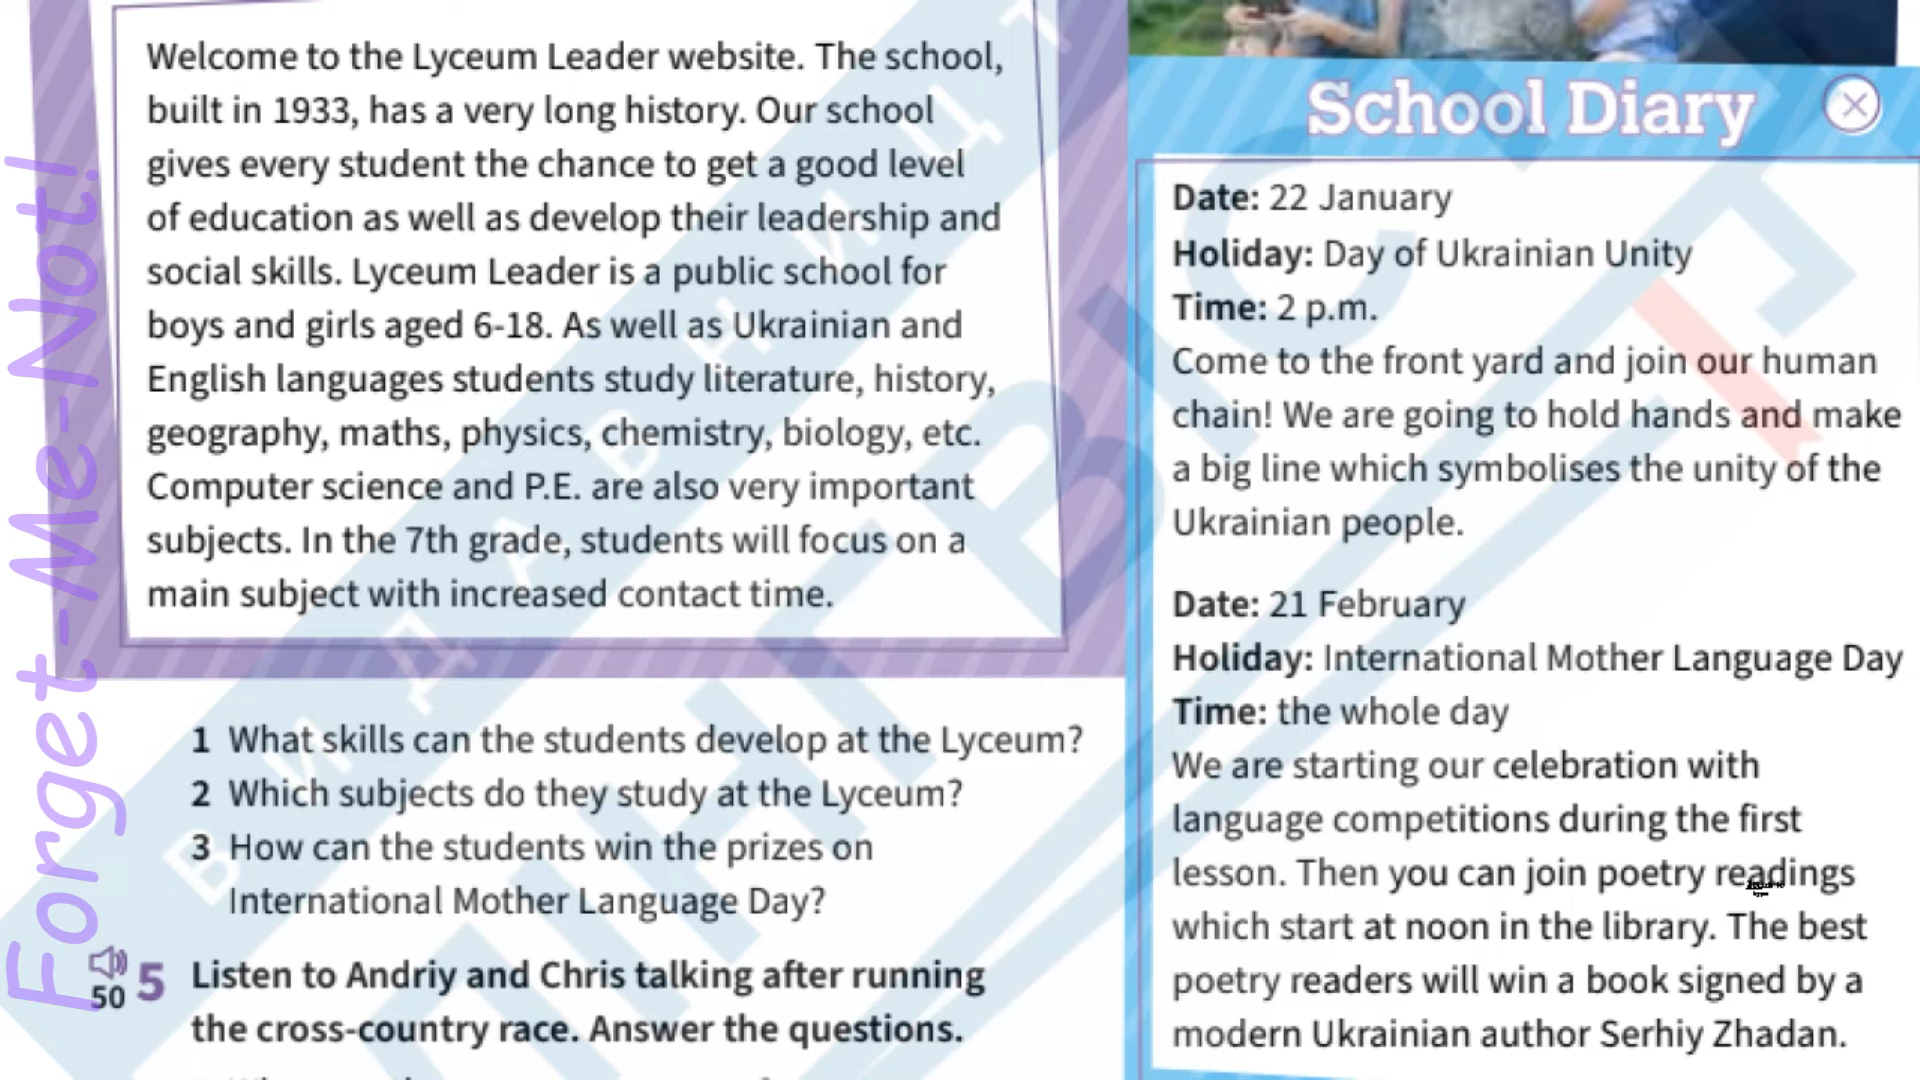 Forget-Me-Not!
Welcome to the Lyceum Leader website. The school,
built in 1933, has a very long history. Our school
gives every student the chance to get a good level
of education as well as develop their leadership and
social skills. Lyceum Leader is a public school for
boys and girls aged 6-18. As well as Ukrainian and
English languages students study literature, history,
geography, maths, physics, chemistry, biology, etc.
Computer science and P.E. are also very important
subjects. In the 7th grade, students will focus on a
main subject with increased contact time.
1 What skills can the students develop at the Lyceum?
2 Which subjects do they study at the Lyceum?
3 How can the students win the prizes on
International Mother Language Day?
50 5 Listen to Andriy and Chris talking after running
the cross-country race. Answer the questions.
School Diary
Date: 22 January
Holiday: Day of Ukrainian Unity
Time: 2 p.m.
Come to the front yard and join our human
chain! We are going to hold hands and make
a big line which symbolises the unity of the
Ukrainian people.
Date: 21 February
Holiday: International Mother Language Day
Time: the whole day
We are starting our celebration with
language competitions during the first
lesson. Then you can join poetry readings
which start at noon in the library. The best
poetry readers will win a book signed by a
modern Ukrainian author Serhiy Zhadan.